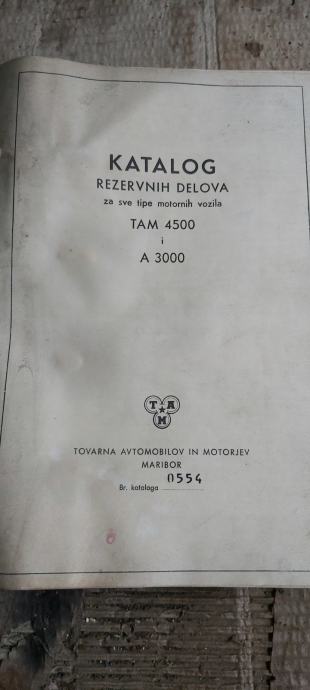 KATALOG
REZERVNIH DELOVA
za sve tipe motornih vozila
TAM 4500
i
A 3000
T A
M
TOVARNA AVTOMOBILOV IN MOTORJEV
MARIBOR
Br. kataloga 0554